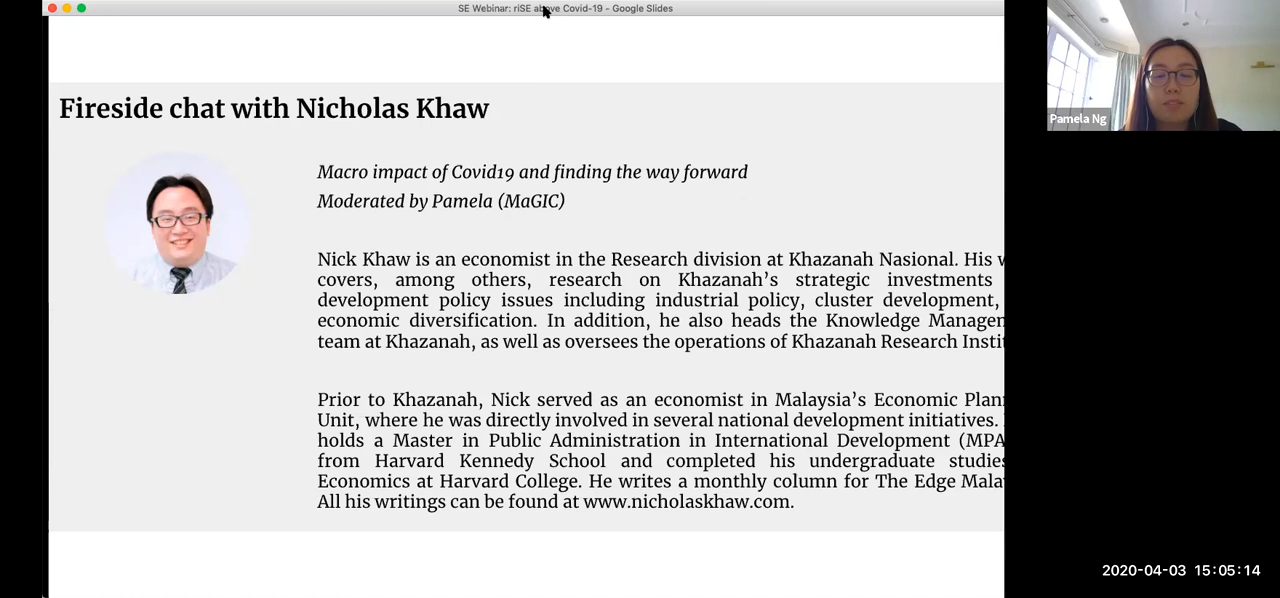 SE Webinar: riSE above Covid-19 - Google Slides
Fireside chat with Nicholas Khaw
Macro impact of Covid19 and finding the way forward
Moderated by Pamela (MaGIC)
Nick Khaw is an economist in the Research division at Khazanah Nasional. His
covers, among others, research on Khazanah's strategic investments
development policy issues including industrial policy, cluster development,
economic diversification. In addition, he also heads the Knowledge
team at Khazanah, as well as oversees the operations of Khazanah Research
Prior to Khazanah, Nick served as an economist in Malaysia's Economic
Unit, where he was directly involved in several national development initiatives.
holds a Master in Public Administration in International Development (MPA
from Harvard Kennedy School and completed his undergraduate studies
Economics at Harvard College. He writes a monthly column for The Edge
All his writings can be found at www.nicholaskhaw.com.
Pamela Ng
2020-04-03 15:05:14